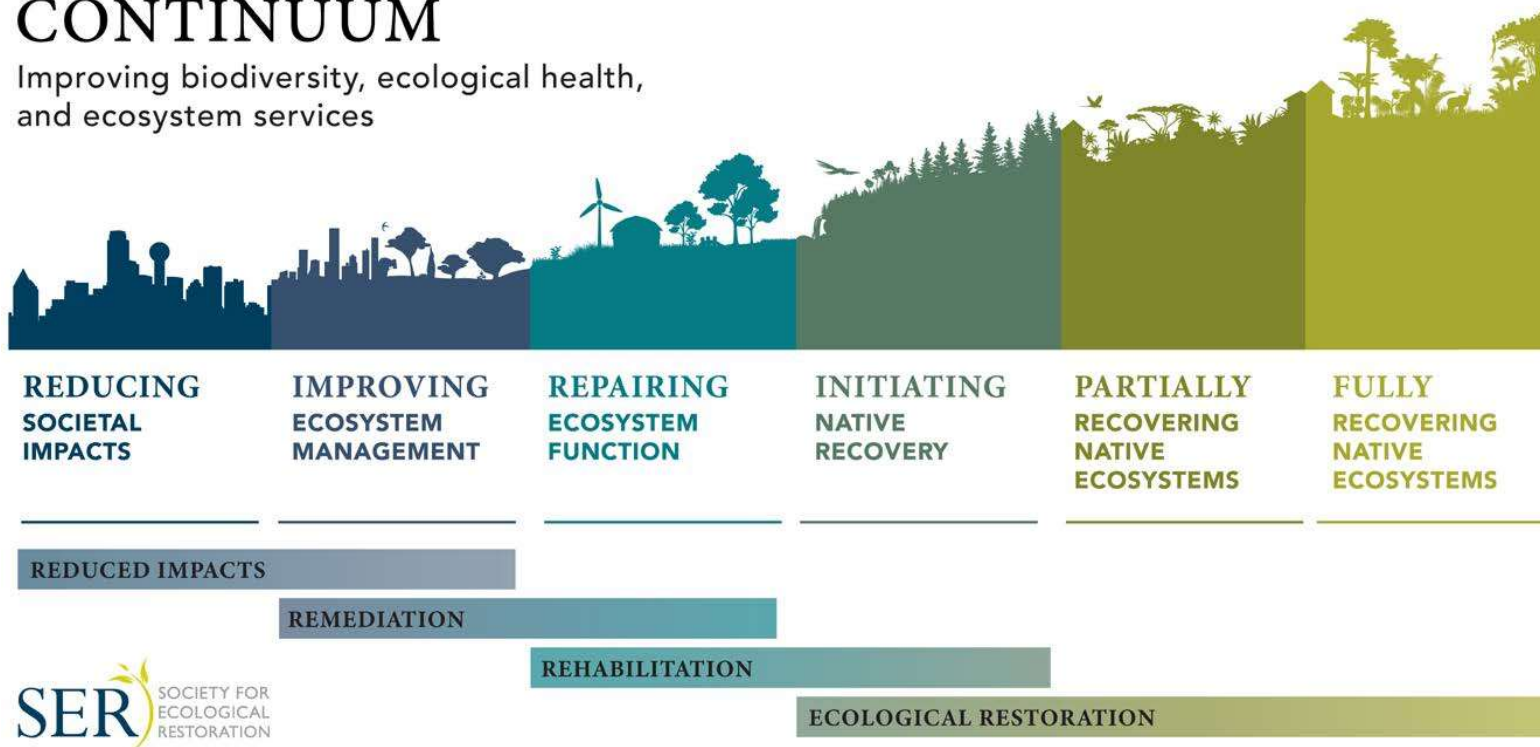 CONTINUUM
Improving biodiversity, ecological health,
and ecosystem services
REDUCING
SOCIETAL
IMPACTS
IMPROVING
ECOSYSTEM
MANAGEMENT
REPAIRING
ECOSYSTEM
FUNCTION
INITIATING
NATIVE
RECOVERY
PARTIALLY
RECOVERING
NATIVE
ECOSYSTEMS
FULLY
RECOVERING
NATIVE
ECOSYSTEMS
REDUCED IMPACTS
REMEDIATION
REHABILITATION
ECOLOGICAL RESTORATION
SER
SOCIETY FOR
ECOLOGICAL
RESTORATION